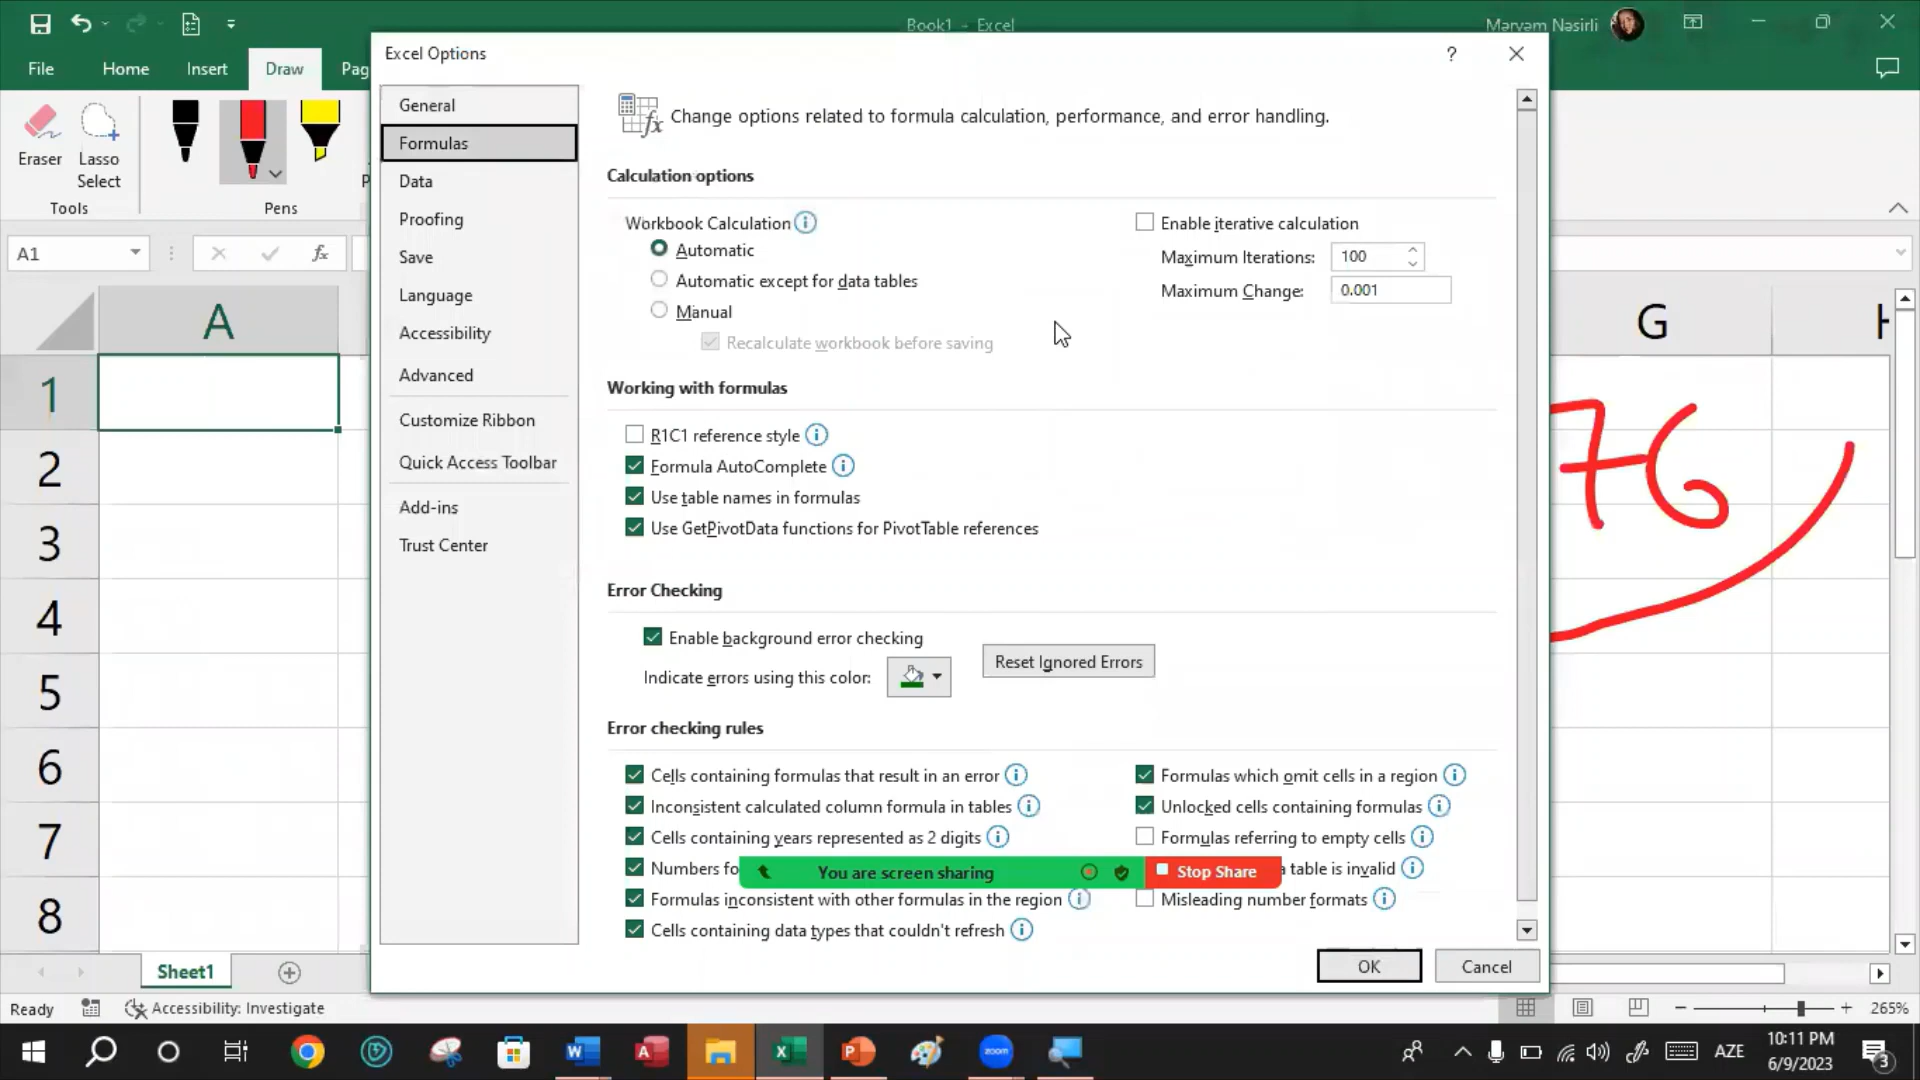 Book1 - Excel
Maryam Nasirli
File
Home
Insert
Draw
Pag
Excel Options
?
Eraser
Lasso
Select
Tools
Pens
A1
fx
A
G
H
1
2
3
4
5
6
7
8
76
General
Formulas
Data
Proofing
Save
Language
Accessibility
Advanced
Customize Ribbon
Quick Access Toolbar
Add-ins
Trust Center
Change options related to formula calculation, performance, and error handling.
Calculation options
Workbook Calculation
Automatic
Automatic except for data tables
Manual
Recalculate workbook before saving
Enable iterative calculation
Maximum Iterations: 100
Maximum Change: 0.001
Working with formulas
R1C1 reference style
Formula AutoComplete
Use table names in formulas
Use GetPivotData functions for PivotTable references
Error Checking
Enable background error checking
Indicate errors using this color:
Reset Ignored Errors
Error checking rules
Cells containing formulas that result in an error
Inconsistent calculated column formula in tables
Cells containing years represented as 2 digits
Numbers fo
Formulas inconsistent with other formulas in the region
Cells containing data types that couldn't refresh
Formulas which omit cells in a region
Unlocked cells containing formulas
Formulas referring to empty cells
a table is invalid
Misleading number formats
You are screen sharing
Stop Share
OK
Cancel
Sheet1
Ready
Accessibility: Investigate
265%
zoom
AZE
10:11 PM
6/9/2023
3